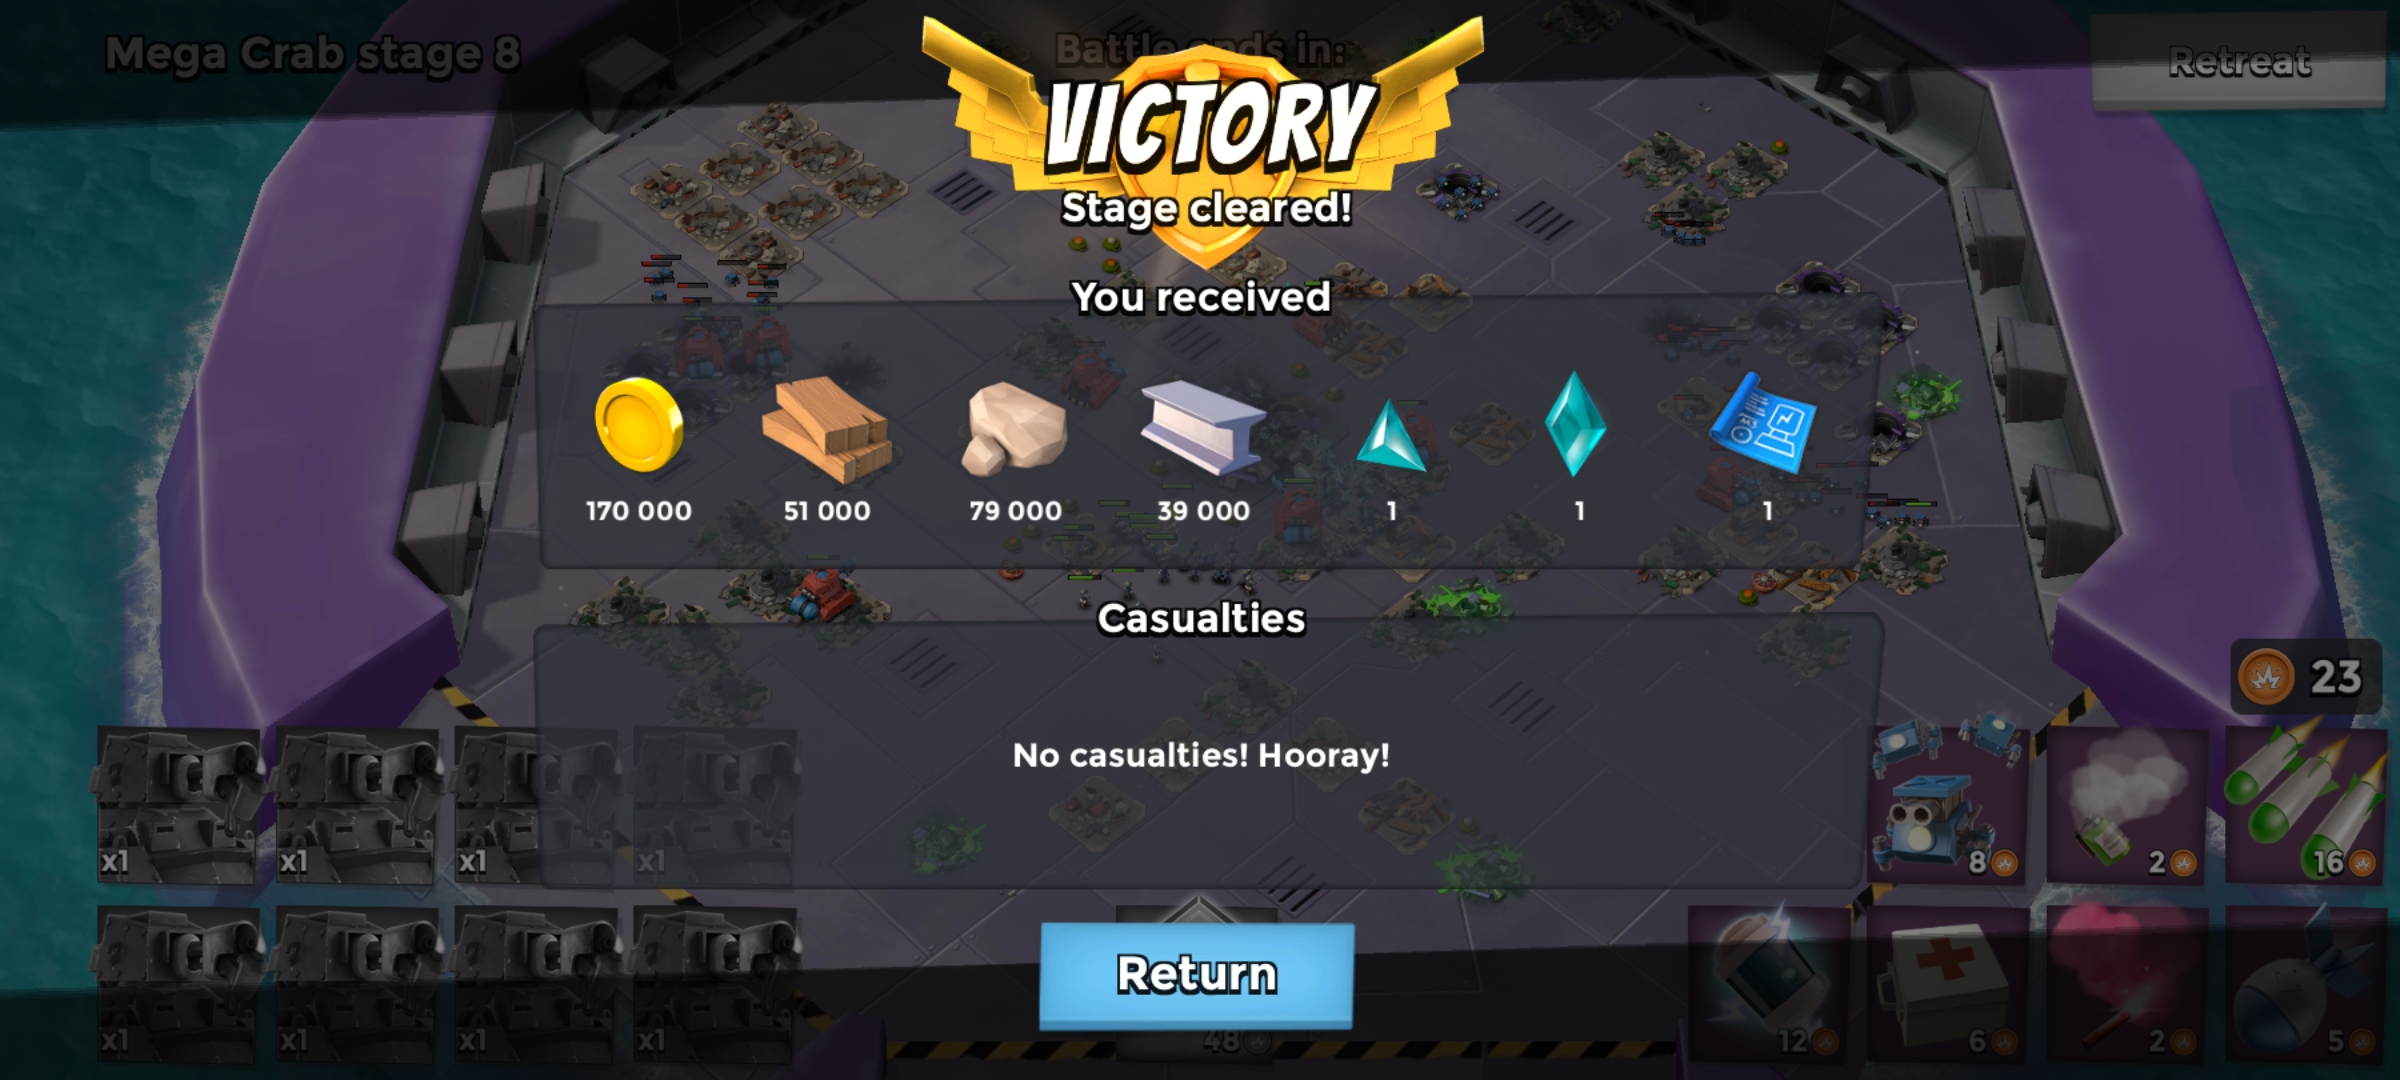 Mega Crab stage 8
Battle ends in:
Retreat
VICTORY
Stage cleared!
You received
170 000
51 000
79 000
39 000
1
1
1
Casualties
No casualties! Hooray!
23
x1
x1
x1
x1
8
2
16
Return
x1
x1
x1
x1
48
12
6
2
5